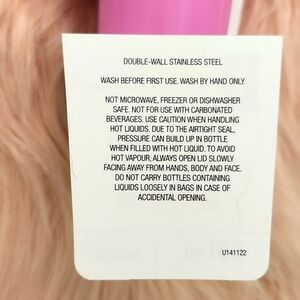 DOUBLE-WALL STAINLESS STEEL
WASH BEFORE FIRST USE. WASH BY HAND ONLY.
NOT MICROWAVE, FREEZER OR DISHWASHER
SAFE. NOT FOR USE WITH CARBONATED
BEVERAGES. USE CAUTION WHEN HANDLING
HOT LIQUIDS. DUE TO THE AIRTIGHT SEAL,
PRESSURE CAN BUILD UP IN BOTTLE
WHEN FILLED WITH HOT LIQUID. TO AVOID
HOT VAPOUR, ALWAYS OPEN LID SLOWLY
FACING AWAY FROM HANDS, BODY AND FACE.
DO NOT CARRY BOTTLES CONTAINING
LIQUIDS LOOSELY IN BAGS IN CASE OF
ACCIDENTAL OPENING.
U141122